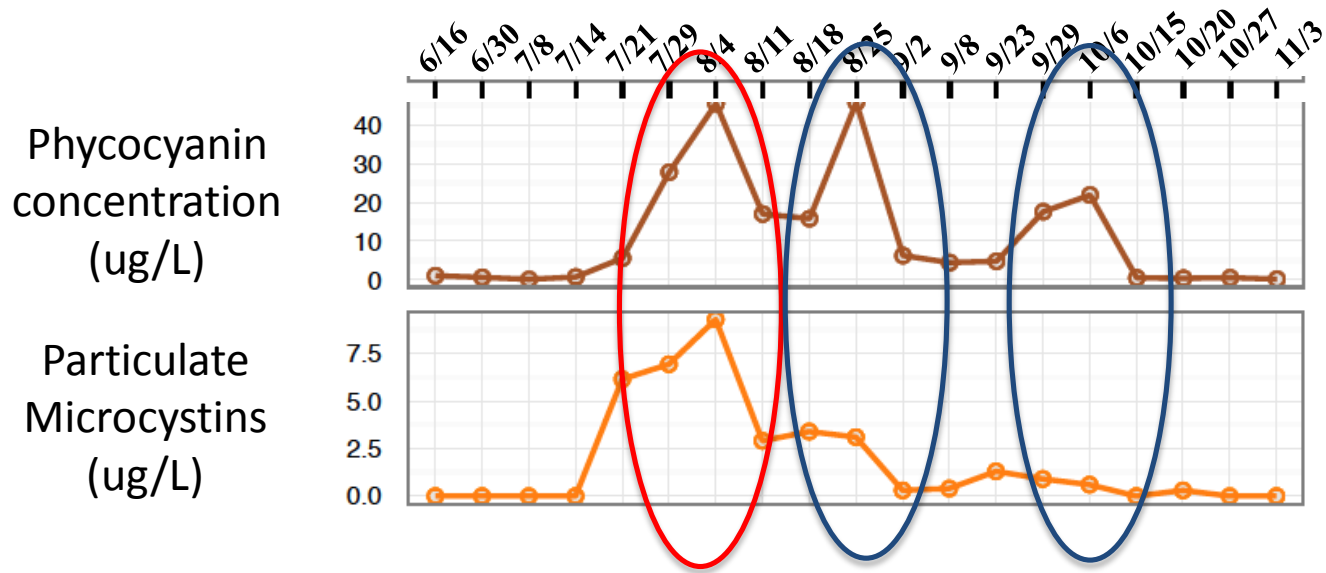 6/16 6/30 7/8 7/14 7/21 7/29 8/4 8/11 8/18 8/25 9/2 9/8 9/23 9/29 10/6 10/15 10/20 10/27 11/3
Phycocyanin
concentration
(ug/L)
40
30
20
10
0
Particulate
Microcystins
(ug/L)
7.5
5.0
2.5
0.0